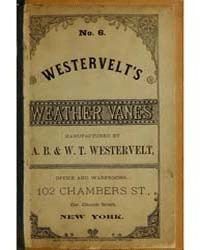 No. 6.
WESTERVELT'S
WEATHER VANES
MANUFACTURED BY
A. B. & W. T. WESTERVELT,
OFFICE AND WAREROOMS,
102 CHAMBERS ST.,
Cor. Church Street,
NEW YORK.